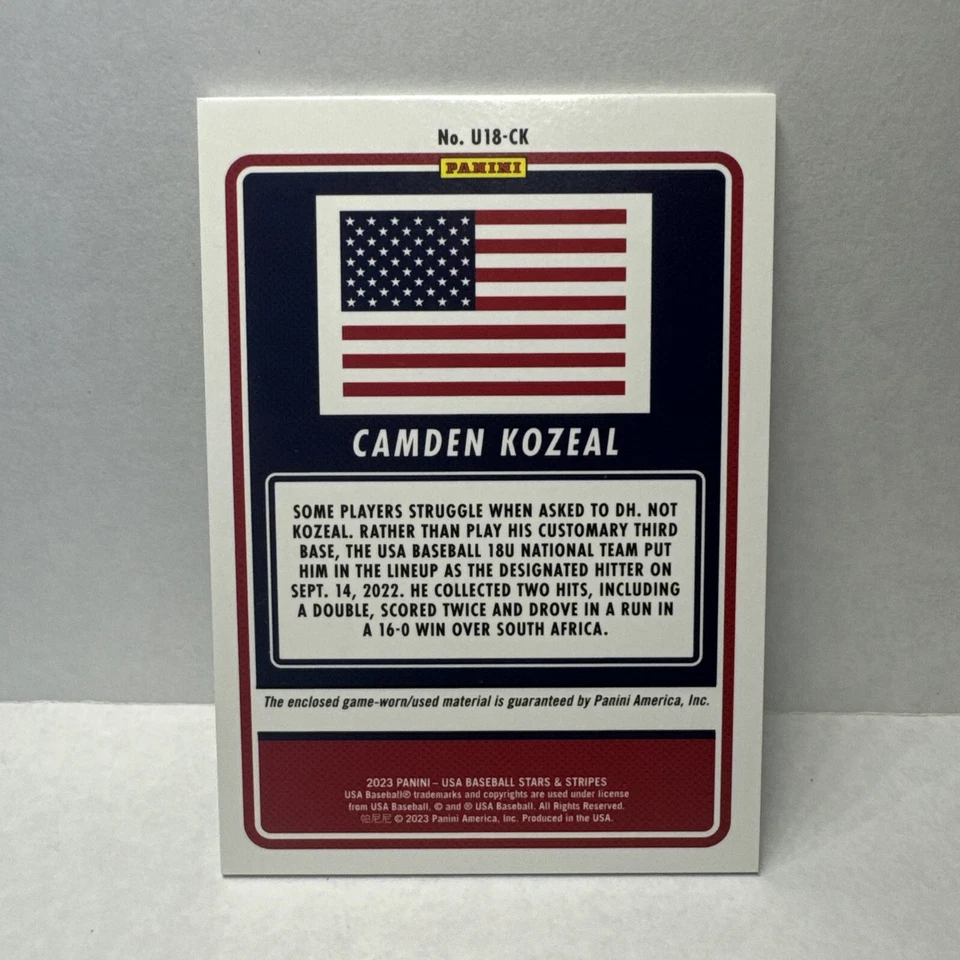 No. U18-CK
PANINI
CAMDEN KOZEAL
SOME PLAYERS STRUGGLE WHEN ASKED TO DH. NOT
KOZEAL. RATHER THAN PLAY HIS CUSTOMARY THIRD
BASE, THE USA BASEBALL 18U NATIONAL TEAM PUT
HIM IN THE LINEUP AS THE DESIGNATED HITTER ON
SEPT. 14, 2022. HE COLLECTED TWO HITS, INCLUDING
A DOUBLE, SCORED TWICE AND DROVE IN A RUN IN
A 16-0 WIN OVER SOUTH AFRICA.
The enclosed game-worn/used material is guaranteed by Panini America, Inc.
2023 PANINI – USA BASEBALL STARS & STRIPES
USA Baseball® trademarks and copyrights are used under license
from USA Baseball. © and ® USA Baseball. All Rights Reserved.
帕尼尼 © 2023 Panini America, Inc. Produced in the USA.